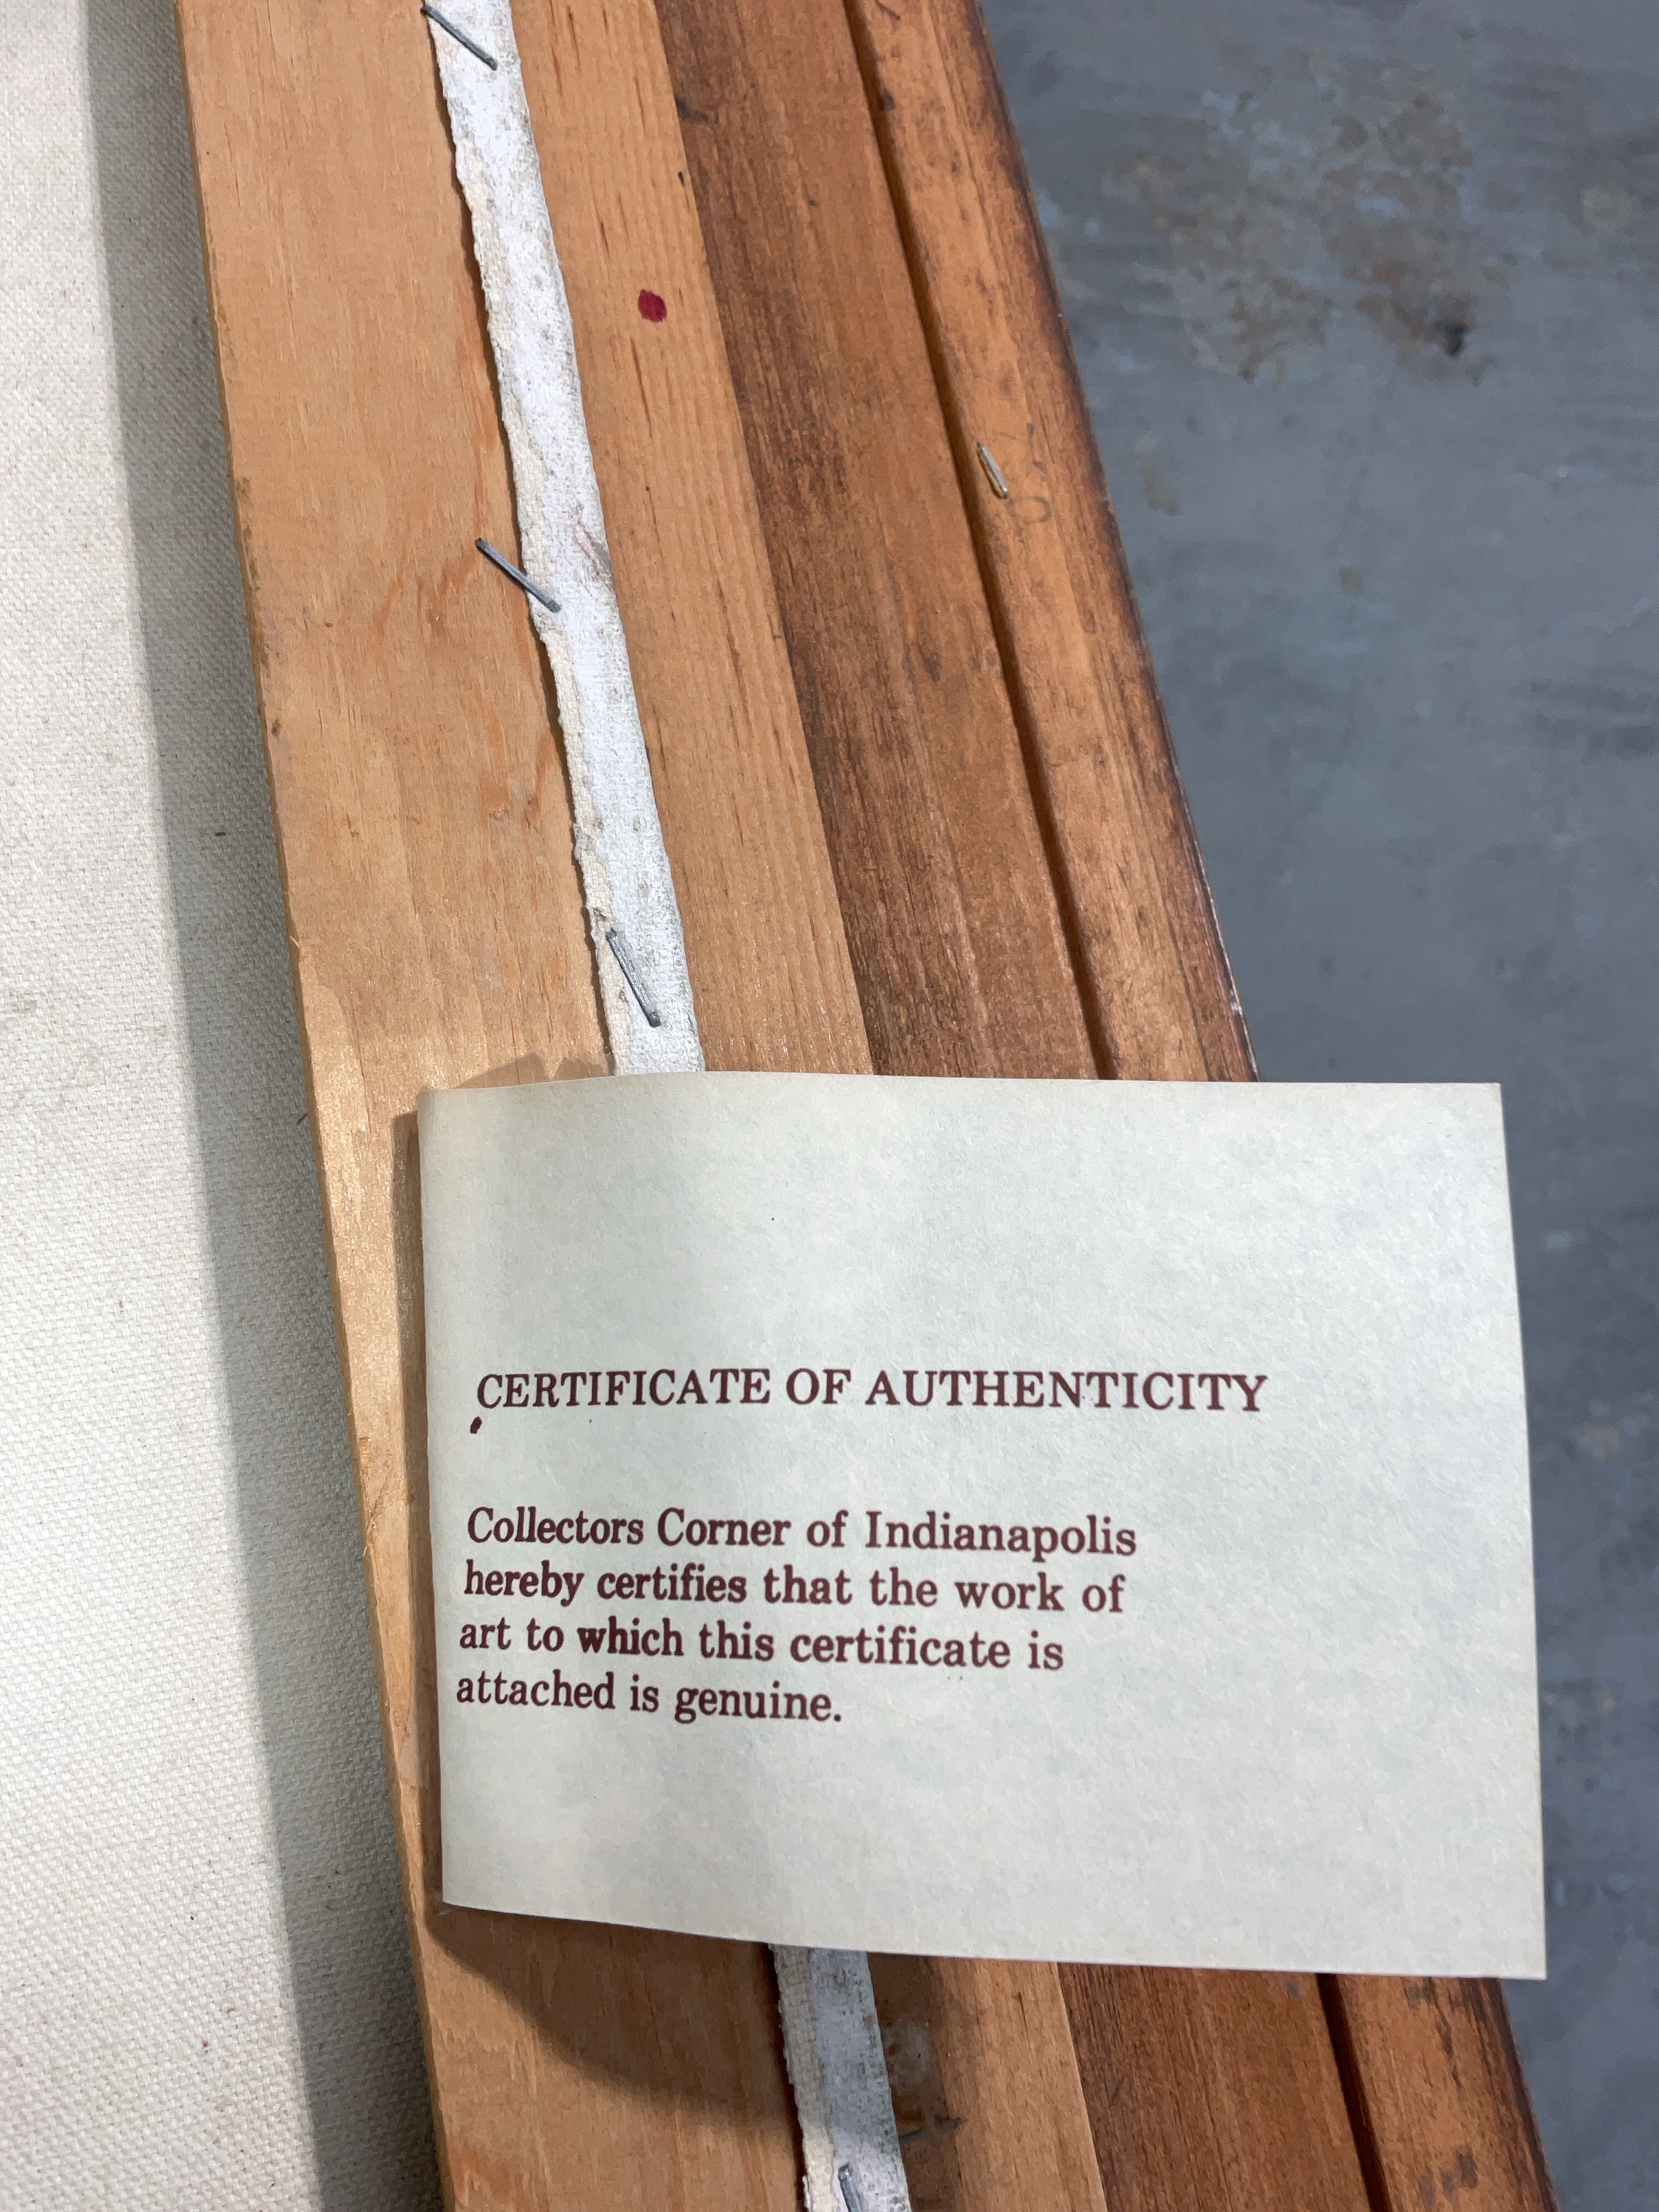 CERTIFICATE OF AUTHENTICITY
Collectors Corner of Indianapolis
hereby certifies that the work of
art to which this certificate is
attached is genuine.